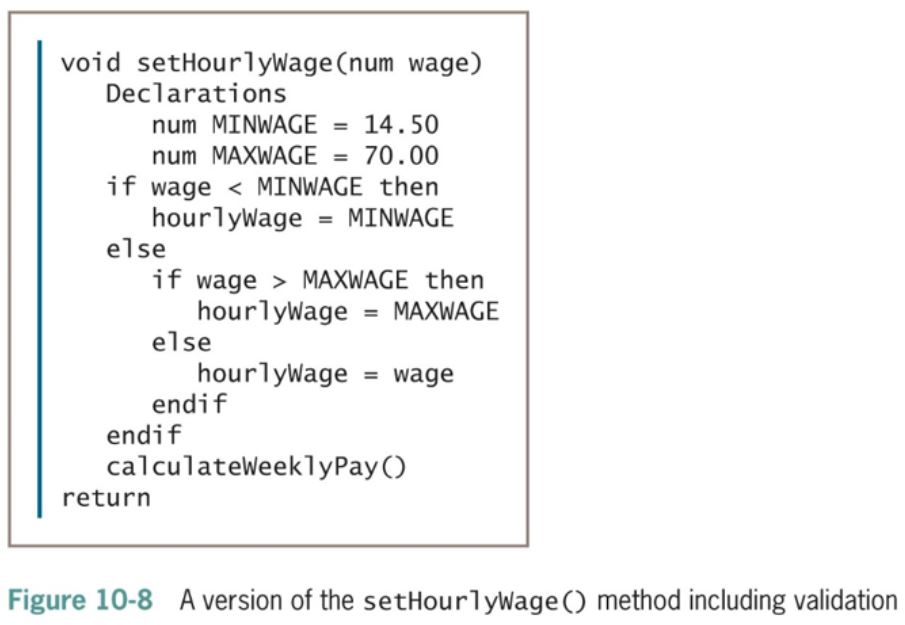 void setHourlyWage(num wage)
   Declarations
      num MINWAGE = 14.50
      num MAXWAGE = 70.00
   if wage < MINWAGE then
      hourlyWage = MINWAGE
   else
      if wage > MAXWAGE then
         hourlyWage = MAXWAGE
      else
         hourlyWage = wage
      endif
   endif
   calculateWeeklyPay()
return
Figure 10-8 A version of the setHourlyWage() method including validation